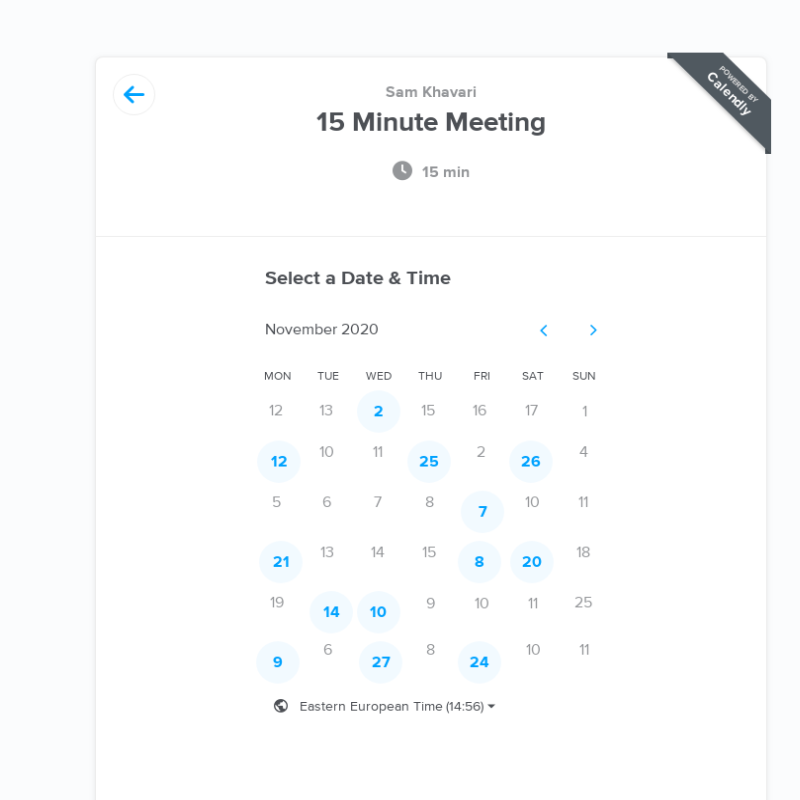 POWERED BY
Calendly
Sam Khavari
15 Minute Meeting
15 min
Select a Date & Time
November 2020
MON TUE WED THU FRI SAT SUN
12 13 2 15 16 17 1
12 10 11 25 2 26 4
5 6 7 8 7 10 11
21 13 14 15 8 20 18
19 14 10 9 10 11 25
9 6 27 8 24 10 11
Eastern European Time (14:56)